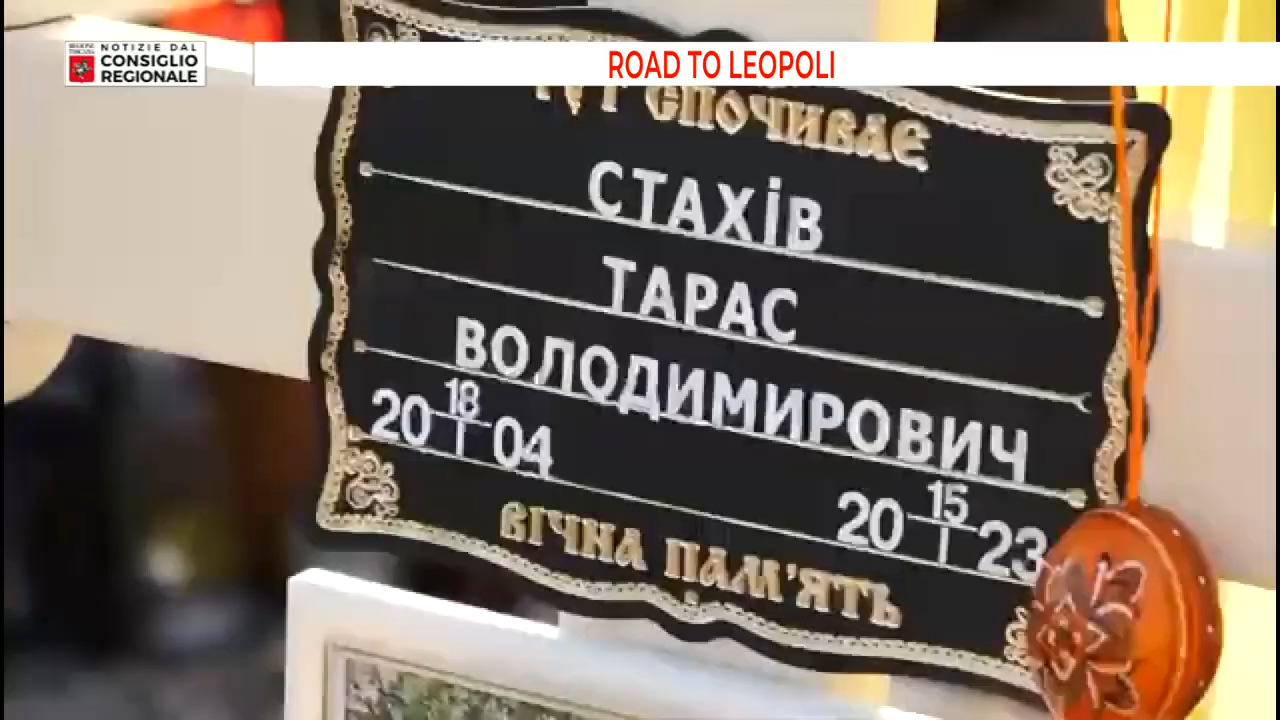 NOTIZIE DAL
CONSIGLIO
REGIONALE
ROAD TO LEOPOLI
ТУТ СПОЧИВАЄ
СТАХІВ
ТАРАС
ВОЛОДИМИРОВИЧ
20 18 I 04
20 15 I 23
ВІЧНА ПАМ'ЯТЬ